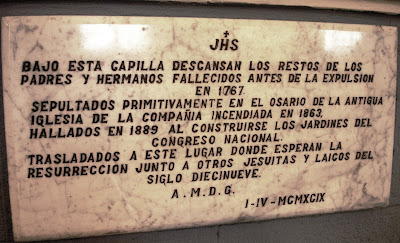 JHS
BAJO ESTA CAPILLA DESCANSAN LOS RESTOS DE LOS
PADRES Y HERMANOS FALLECIDOS ANTES DE LA EXPULSION
EN 1767.
SEPULTADOS PRIMITIVAMENTE EN EL OSARIO DE LA ANTIGUA
IGLESIA DE LA COMPAÑIA INCENDIADA EN 1863,
HALLADOS EN 1889 AL CONSTRUIRSE LOS JARDINES DEL
CONGRESO NACIONAL.
TRASLADADOS A ESTE LUGAR DONDE ESPERAN LA
RESURRECCION JUNTO A OTROS JESUITAS Y LAICOS DEL
SIGLO DIECINUEVE.
A.M.D.G.
I-IV-MCMXCIX